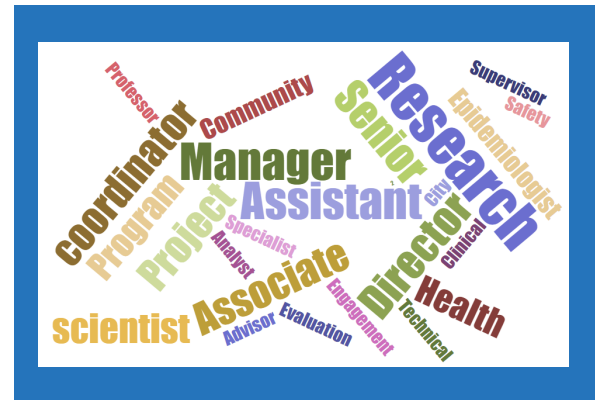 Professor
Community
Coordinator
Program
Manager
Project
Assistant
Senior
Research
Supervisor
Safety
Epidemiologist
City
Specialist
Analyst
Director
Clinical
Associate
Engagement
Health
Technical
scientist
Advisor
Evaluation